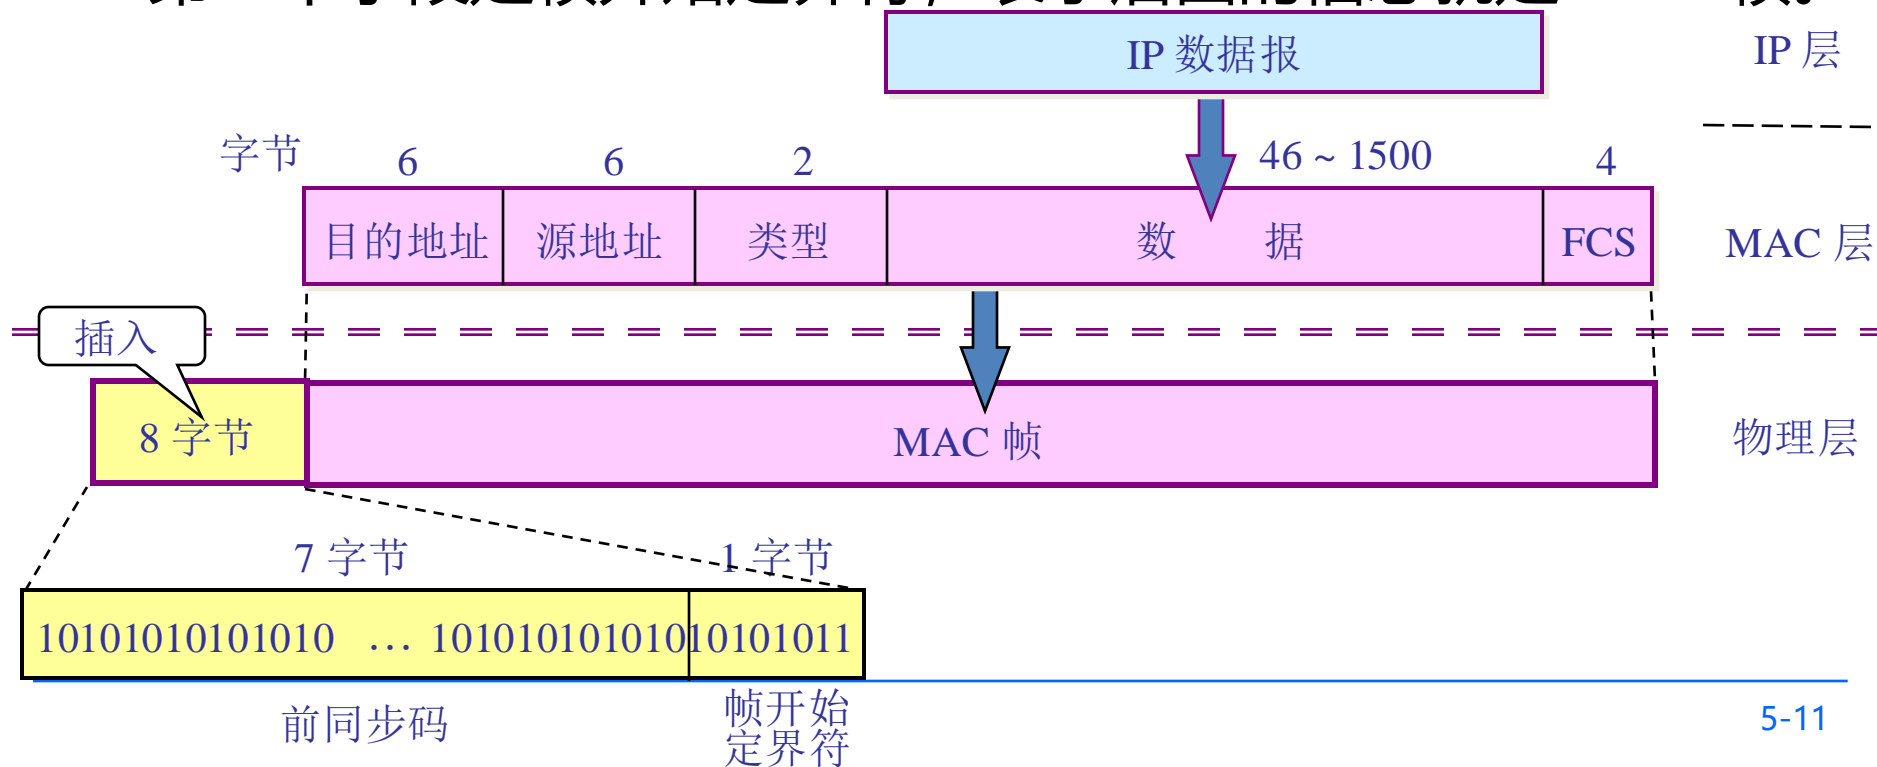 IP 数据报
IP 层
字节
6
6
2
46 ~ 1500
4
目的地址
源地址
类型
数 据
FCS
MAC 层
插入
8 字节
MAC 帧
物理层
7 字节
1 字节
10101010101010 … 1010101010101
0101011
前同步码
帧开始
定界符
5-11